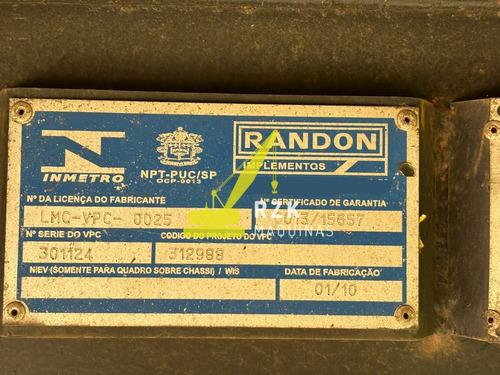 INMETRO
NPT-PUC/SP
OCP-0013
RANDON
IMPLEMENTOS
Nº DA LICENÇA DO FABRICANTE
Nº CERTIFICADO DE GARANTIA
LMC-VPC- 0025
/15657
RZK
MÁQUINAS
Nº SERIE DO VPC
CODIGO DO PROJETO DO VPC
301124
312988
NIEV (SOMENTE PARA QUADRO SOBRE CHASSI) / WIS
DATA DE FABRICAÇÃO
01/10